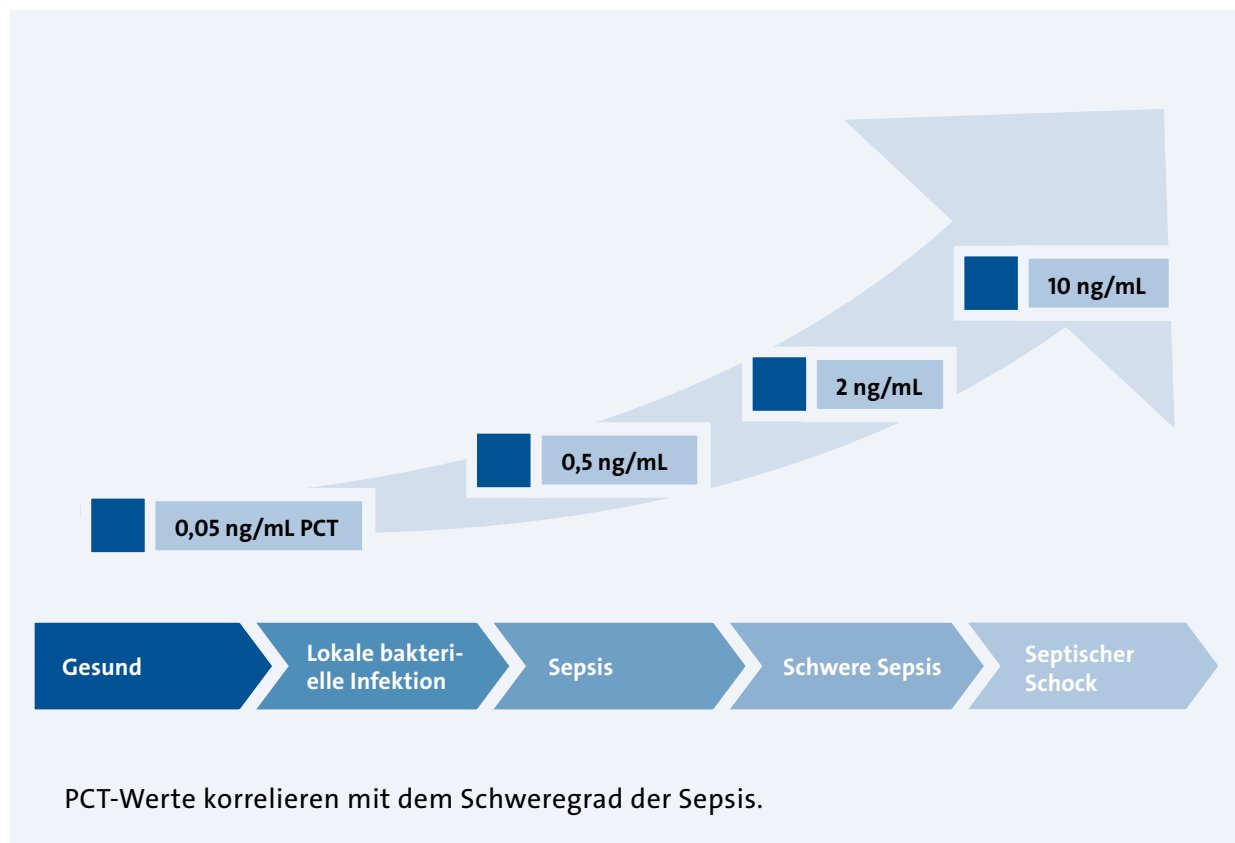 10 ng/mL
2 ng/mL
0,5 ng/mL
0,05 ng/mL PCT
Gesund
Lokale bakteri-
elle Infektion
Sepsis
Schwere Sepsis
Septischer
Schock
PCT-Werte korrelieren mit dem Schweregrad der Sepsis.